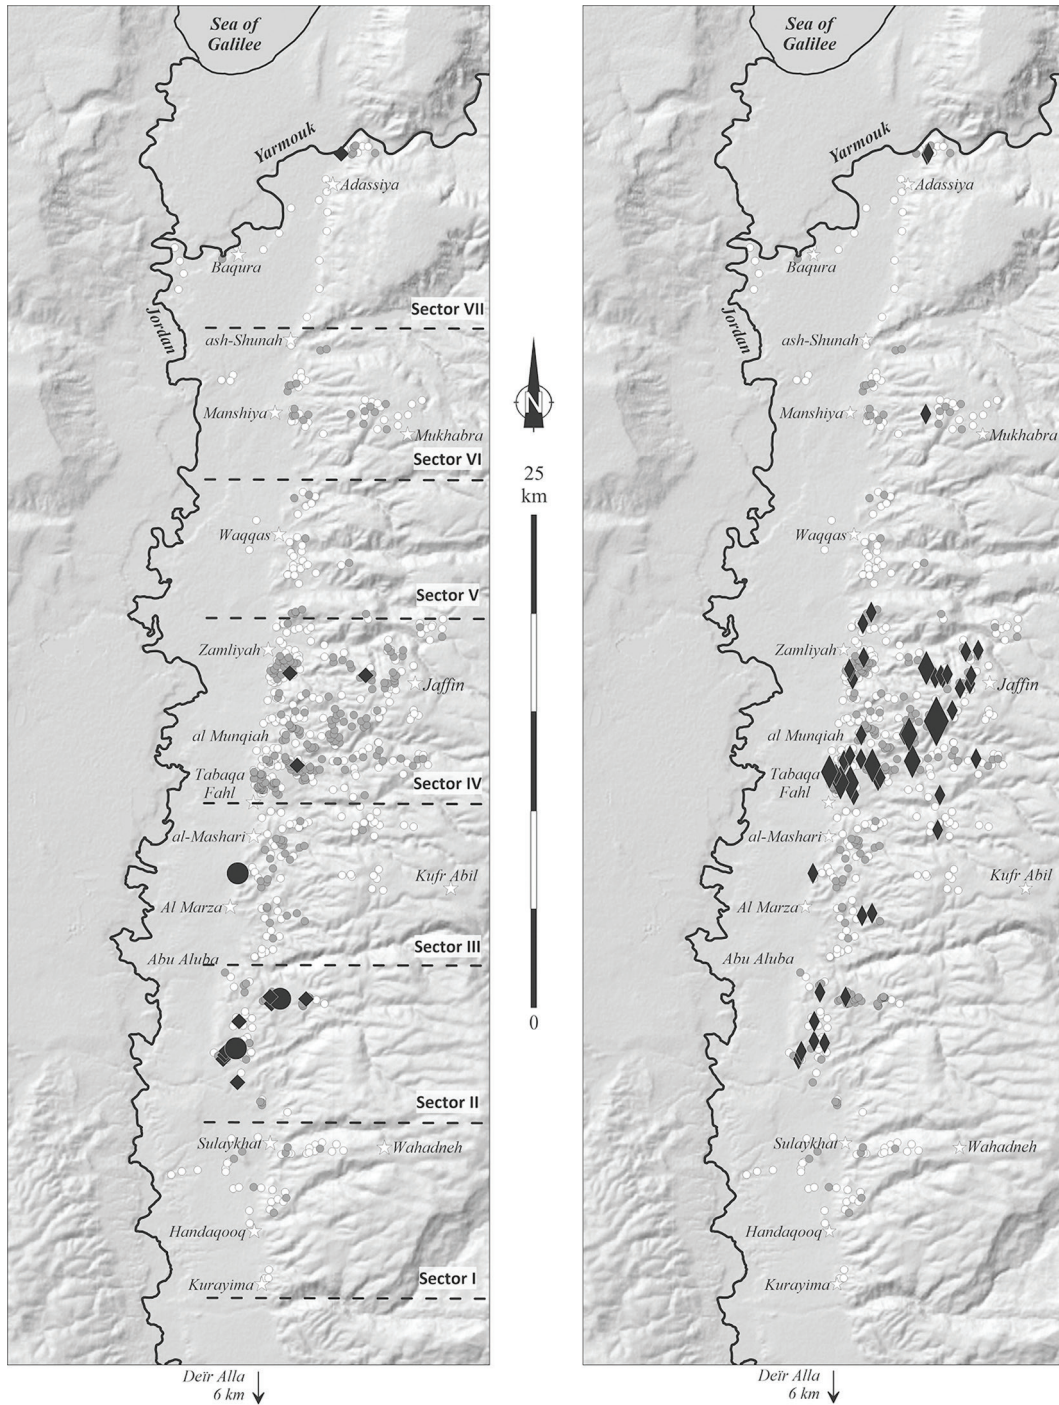 Sea of
Galilee
Yarmouk
Adassiya
Baqura
Sector VII
Jordan
ash-Shunah
Manshiya
Mukhabra
Sector VI
Waqqas
Sector V
Zamliyah
Jaffin
al Munqiah
Tabaqa
Fahl
Sector IV
al-Mashari
Kufr Abil
Al Marza
Sector III
Abu Aluba
Sector II
Sulaykhat
Wahadneh
Handaqooq
Sector I
Kurayima
Deïr Alla
6 km
N
25
km
0
Sea of
Galilee
Yarmouk
Adassiya
Baqura
Jordan
ash-Shunah
Manshiya
Mukhabra
Waqqas
Zamliyah
Jaffin
al Munqiah
Tabaqa
Fahl
al-Mashari
Kufr Abil
Al Marza
Abu Aluba
Sulaykhat
Wahadneh
Handaqooq
Kurayima
Deïr Alla
6 km